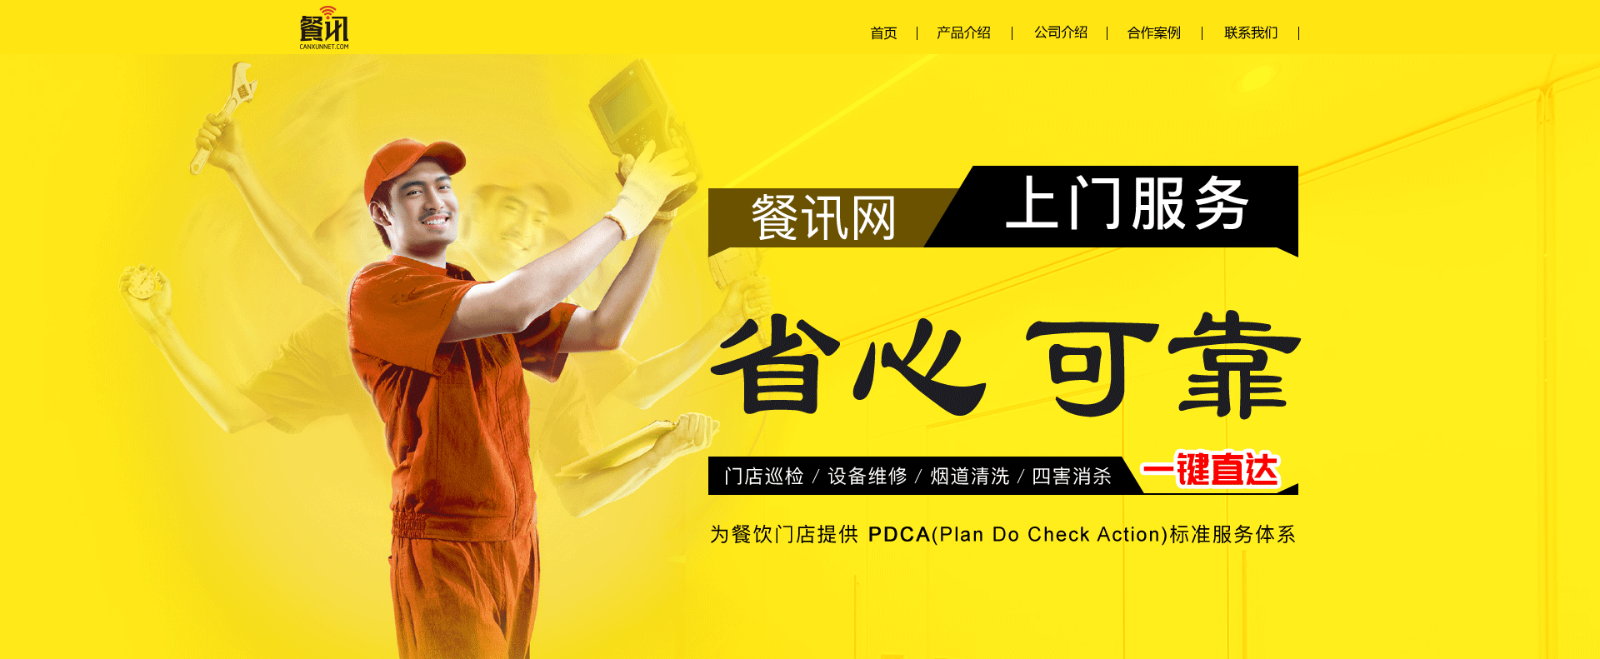 餐讯
CANXUNNET.COM
首页 | 产品介绍 | 公司介绍 | 合作案例 | 联系我们 |
餐讯网
上门服务
省心 可靠
门店巡检 / 设备维修 / 烟道清洗 / 四害消杀
一键直达
为餐饮门店提供 PDCA(Plan Do Check Action)标准服务体系